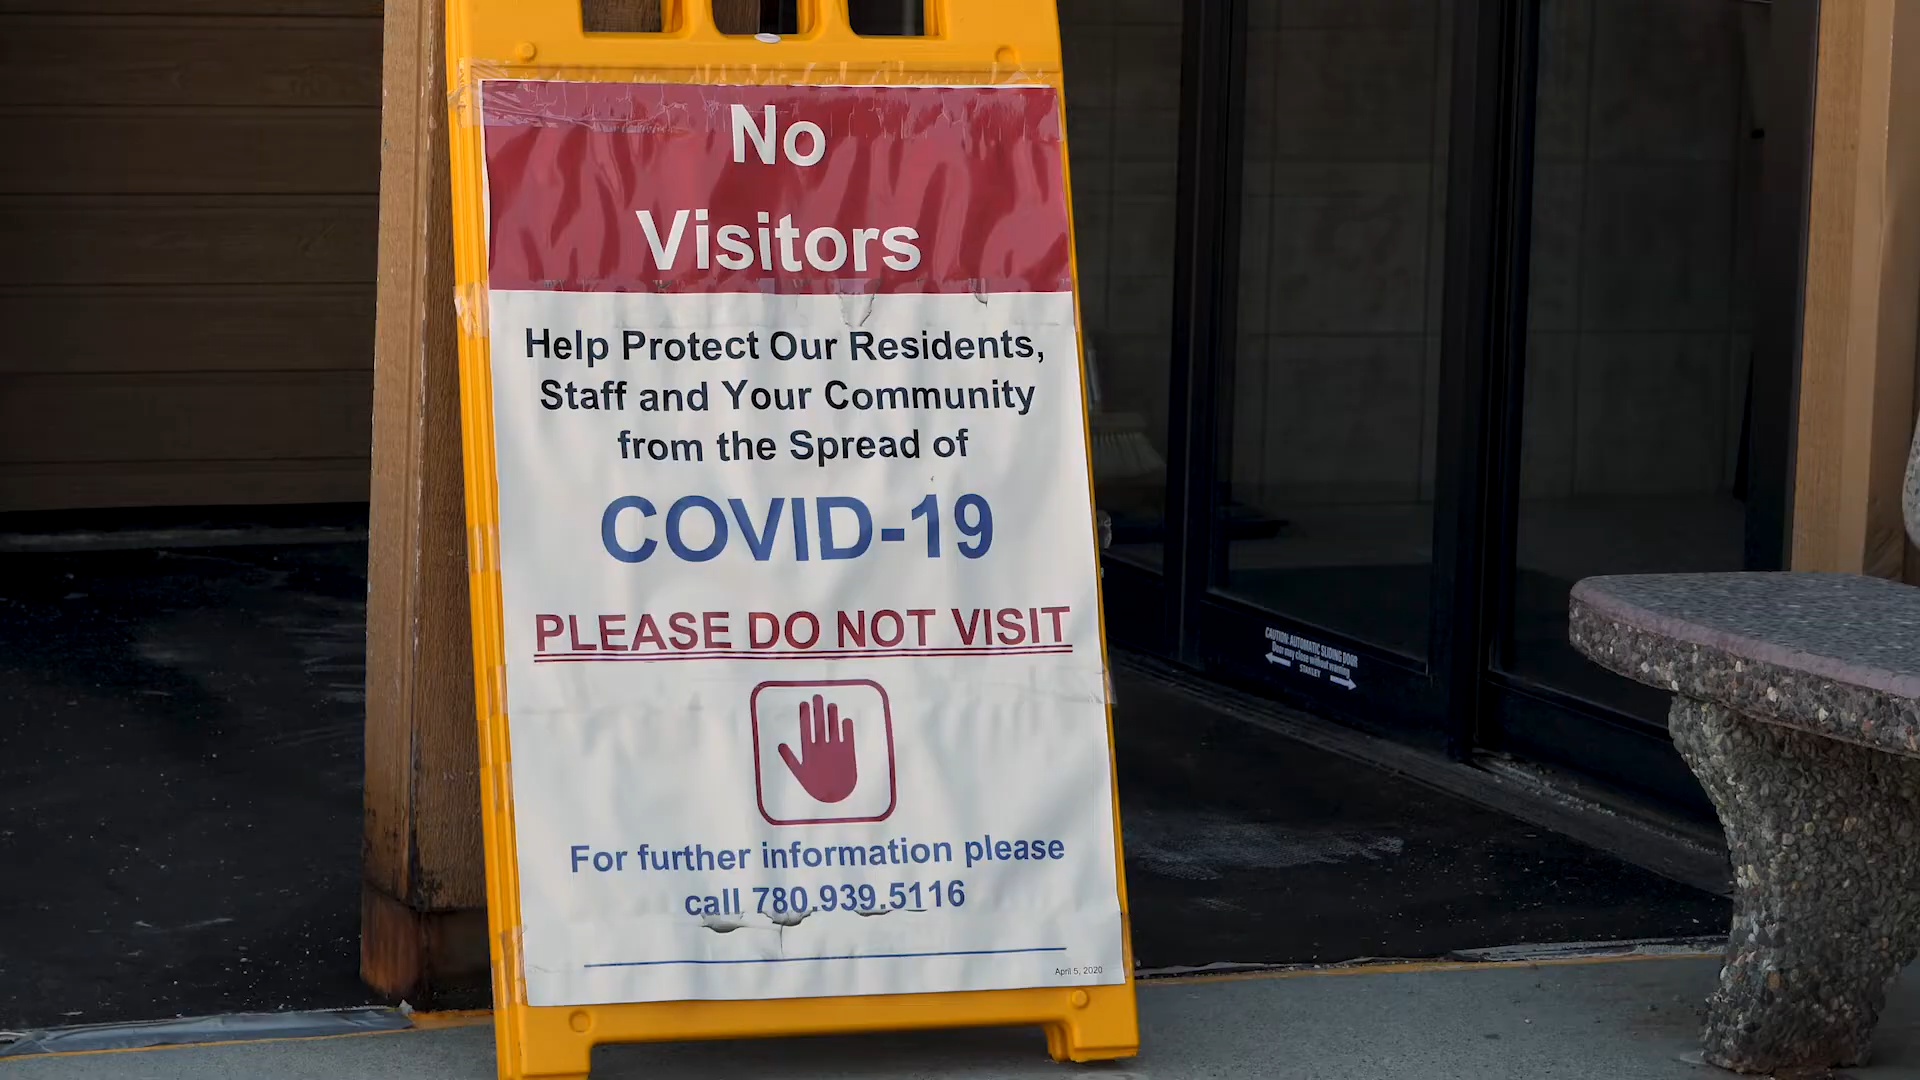 No
Visitors
Help Protect Our Residents,
Staff and Your Community
from the Spread of
COVID-19
PLEASE DO NOT VISIT
For further information please
call 780.939.5116
April 5, 2020
CAUTION: AUTOMATIC SLIDING DOOR
Door may close without warning
STANLEY